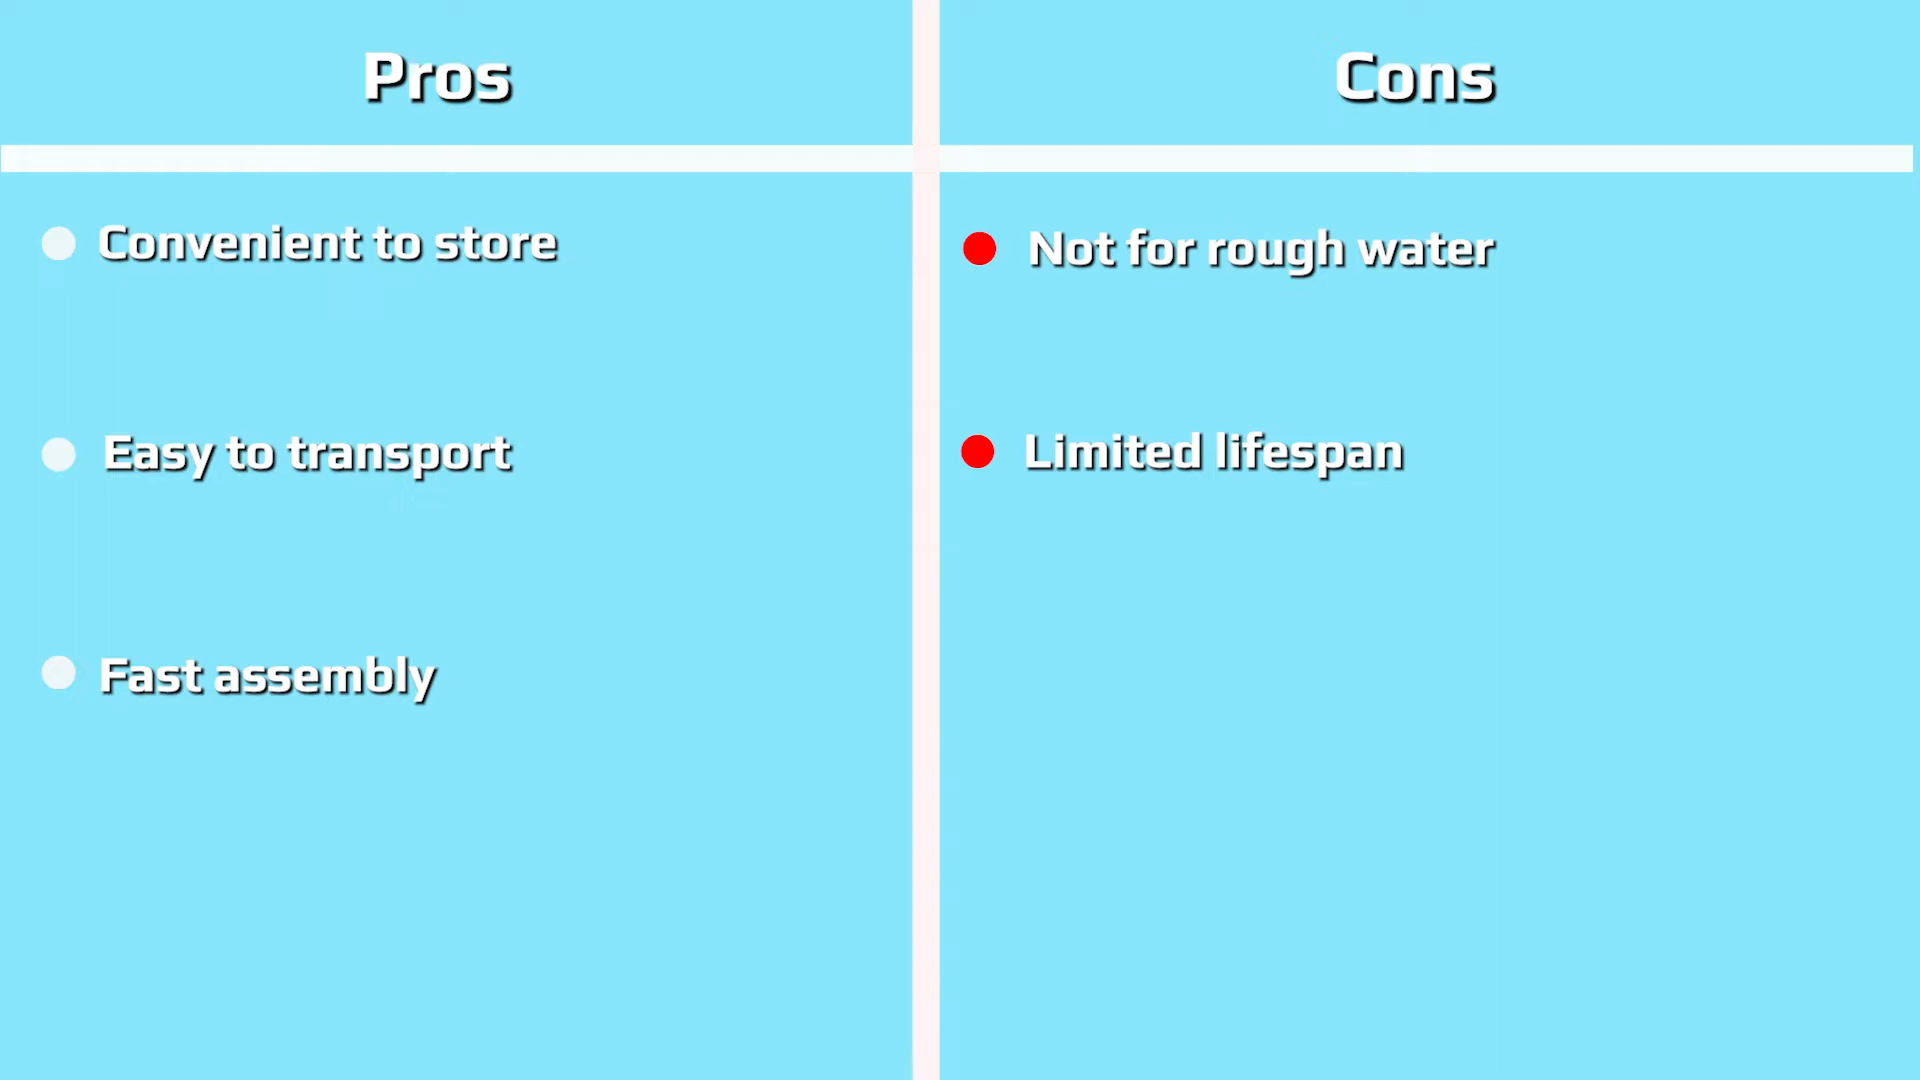 Pros
Cons
Convenient to store
Easy to transport
Fast assembly
Not for rough water
Limited lifespan